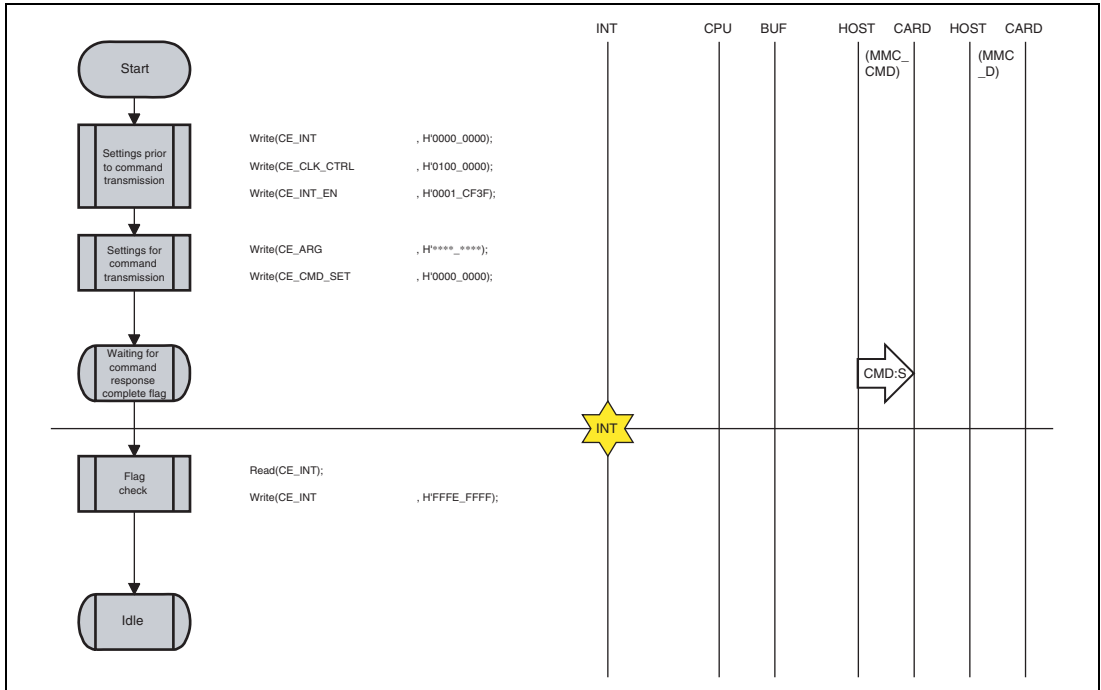 INT CPU BUF HOST CARD HOST CARD
(MMC_
CMD)
(MMC
_D)
Start
Settings prior
to command
transmission
Write(CE_INT , H'0000_0000);
Write(CE_CLK_CTRL , H'0100_0000);
Write(CE_INT_EN , H'0001_CF3F);
Settings for
command
transmission
Write(CE_ARG , H'****_****);
Write(CE_CMD_SET , H'0000_0000);
Waiting for
command
response
complete flag
CMD:S
INT
Flag
check
Read(CE_INT);
Write(CE_INT , H'FFFE_FFFF);
Idle